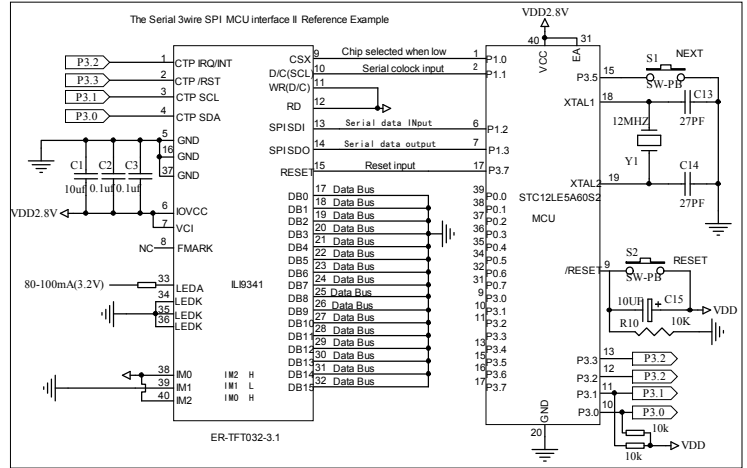 The Serial 3wire SPI MCU interface II Reference Example
VDD2.8V
40
31
VCC
EA
P3.2
1
CTP IRQ/INT
P3.3
2
CTP /RST
P3.1
3
CTP SCL
P3.0
4
CTP SDA
5
GND
16
GND
37
GND
C1
C2
C3
10uf
0.1uf
0.1uf
VDD2.8V
6
IOVCC
7
VCI
NC
8
FMARK
80-100mA(3.2V)
33
LEDA
34
LEDK
35
LEDK
36
LEDK
38
IM0
39
IM1
40
IM2
IM2 H
IM1 L
IM0 H
ILI9341
ER-TFT032-3.1
CSX
9
Chip selected when low
1
P1.0
D/C(SCL)
10
Serial colock input
2
P1.1
WR(D/C)
11
RD
12
SPI SDI
13
Serial data INput
6
P1.2
SPI SDO
14
Serial data output
7
P1.3
RESET
15
Reset input
17
P3.7
DB0
17 Data Bus
DB1
18 Data Bus
DB2
19 Data Bus
DB3
20 Data Bus
DB4
21 Data Bus
DB5
22 Data Bus
DB6
23 Data Bus
DB7
24 Data Bus
DB8
25 Data Bus
DB9
26 Data Bus
DB10
27 Data Bus
DB11
28 Data Bus
DB12
29 Data Bus
DB13
30 Data Bus
DB14
31 Data Bus
DB15
32 Data Bus
39
P0.0
38
P0.1
37
P0.2
36
P0.3
35
P0.4
34
P0.5
32
P0.6
31
P0.7
9
P3.0
10
P3.1
11
P3.2
P3.3
13
P3.4
15
P3.5
16
P3.6
17
P3.7
STC12LE5A60S2
MCU
GND
20
P3.5
15
S1
NEXT
SW-PB
XTAL1
18
C13
27PF
12MHZ
Y1
XTAL2
19
C14
27PF
/RESET
9
S2
RESET
SW-PB
10UF
+
C15
VDD
R10
10K
P3.3
13
P3.2
P3.2
12
P3.2
P3.1
11
P3.1
P3.0
10
P3.0
10k
VDD
10k